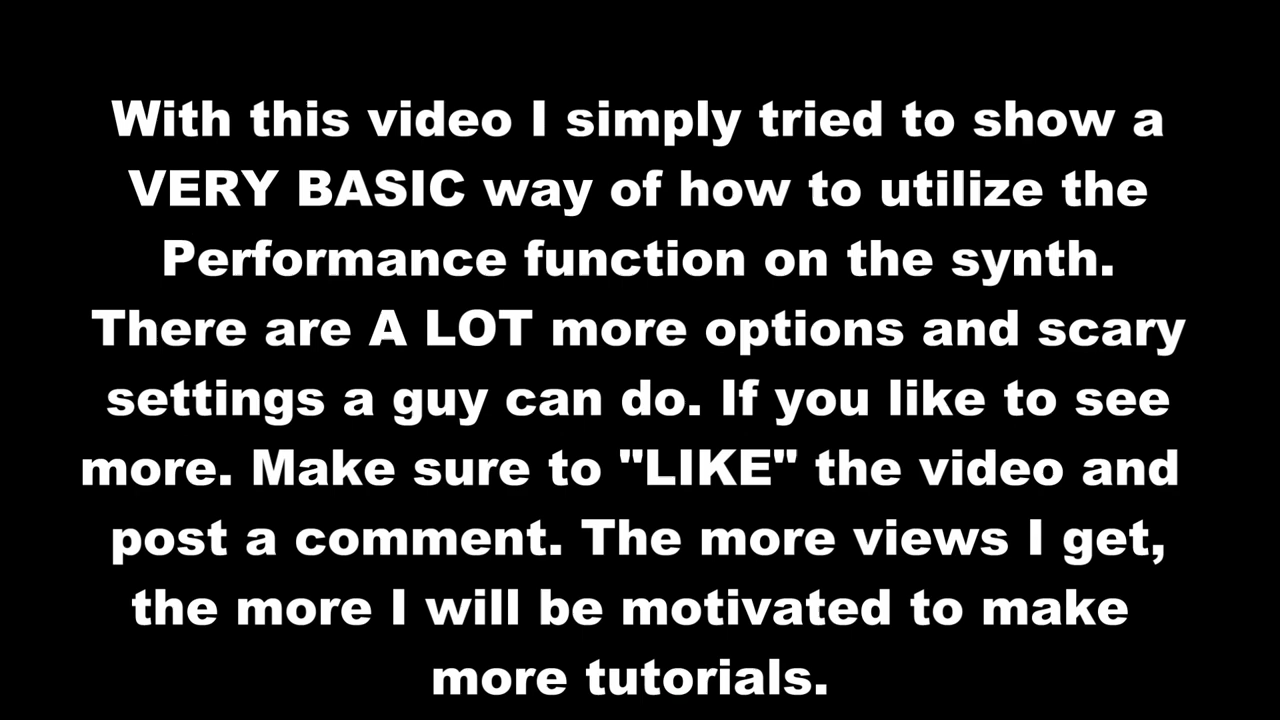 With this video I simply tried to show a
VERY BASIC way of how to utilize the
Performance function on the synth.
There are A LOT more options and scary
settings a guy can do. If you like to see
more. Make sure to "LIKE" the video and
post a comment. The more views I get,
the more I will be motivated to make
more tutorials.